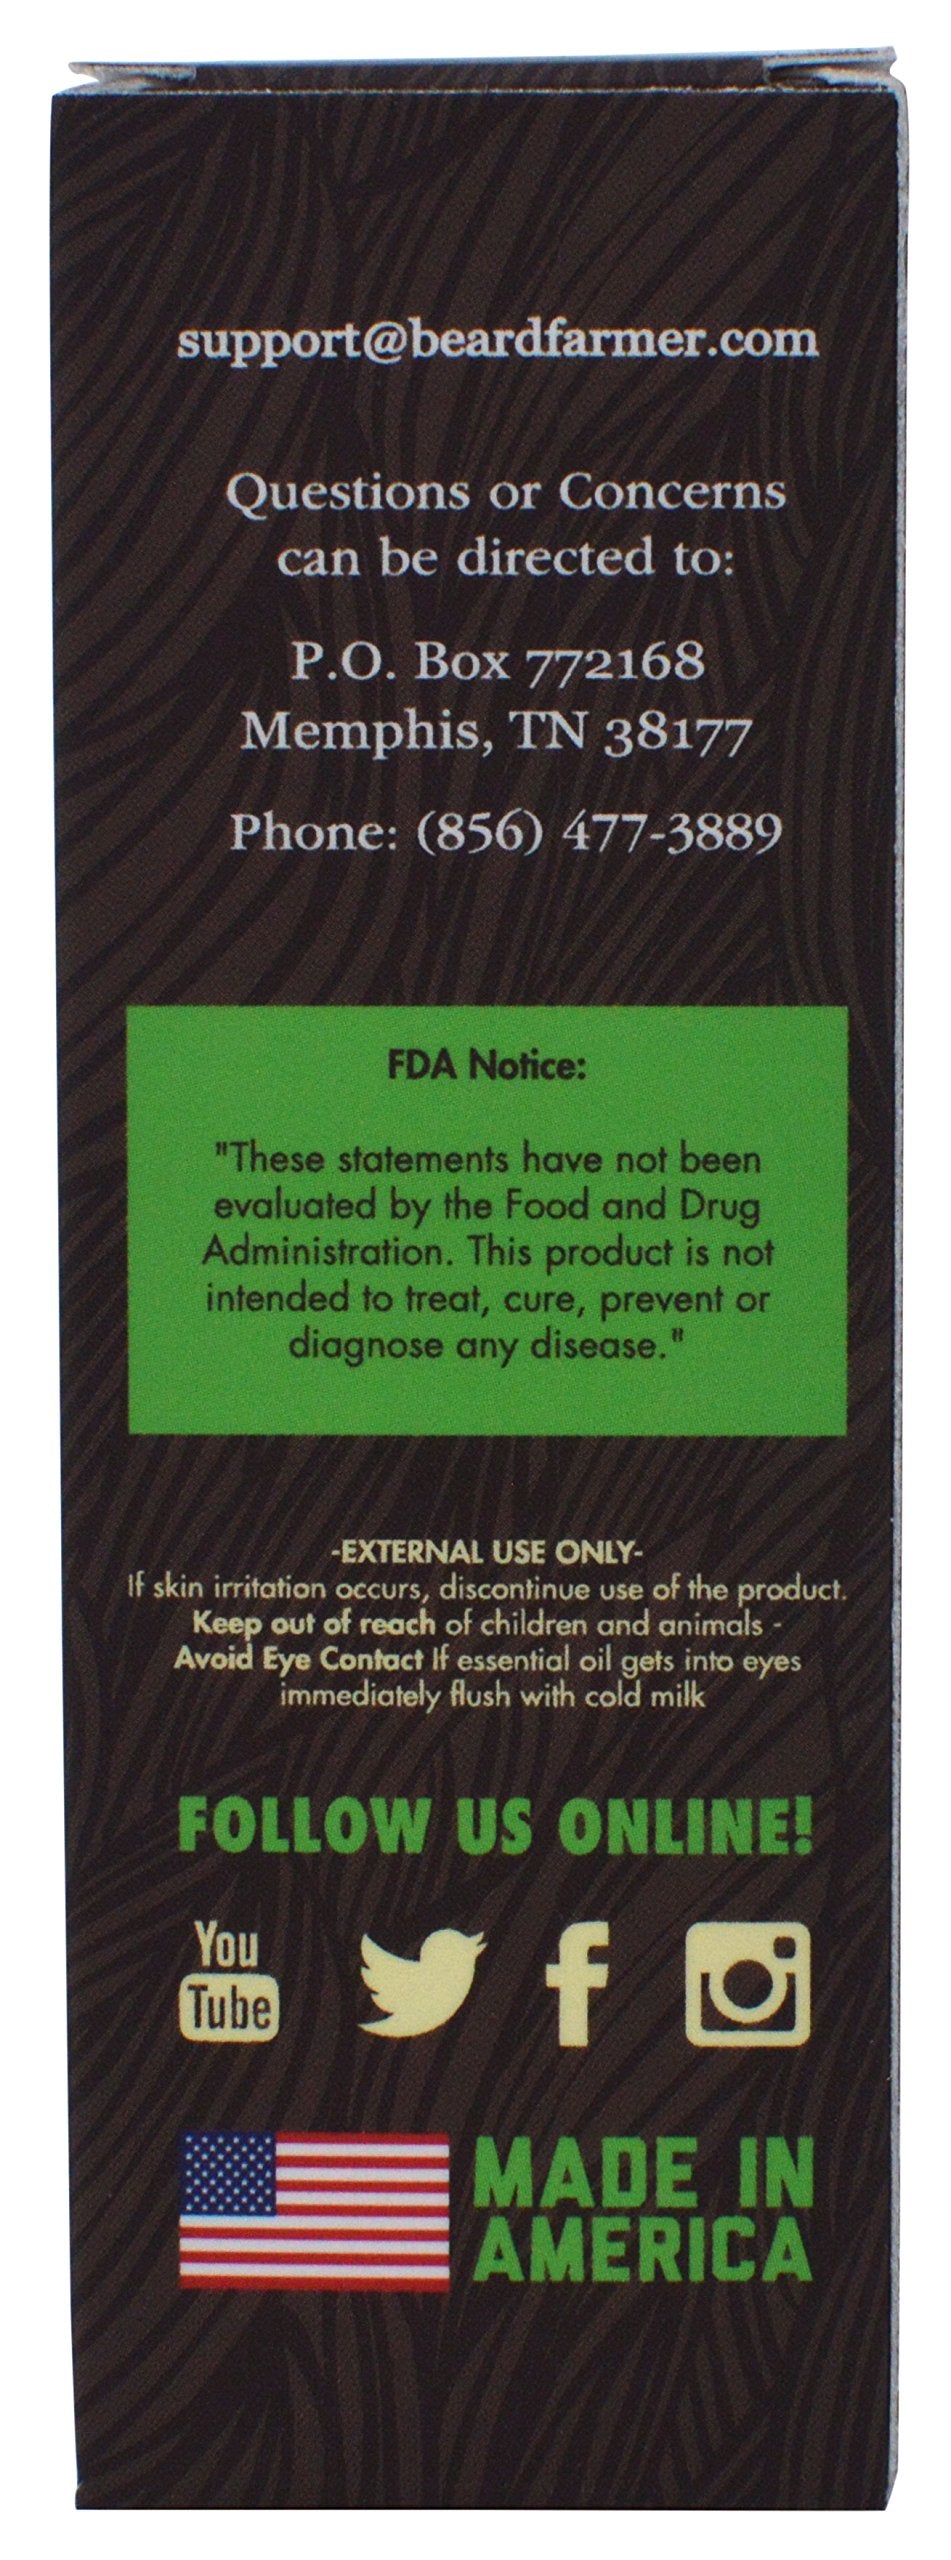 support@beardfarmer.com
Questions or Concerns
can be directed to:
P.O. Box 772168
Memphis, TN 38177
Phone: (856) 477-3889
FDA Notice:
"These statements have not been
evaluated by the Food and Drug
Administration. This product is not
intended to treat, cure, prevent or
diagnose any disease."
-EXTERNAL USE ONLY-
If skin irritation occurs, discontinue use of the product.
Keep out of reach of children and animals -
Avoid Eye Contact If essential oil gets into eyes
immediately flush with cold milk
FOLLOW US ONLINE!
You
Tube
MADE IN
AMERICA